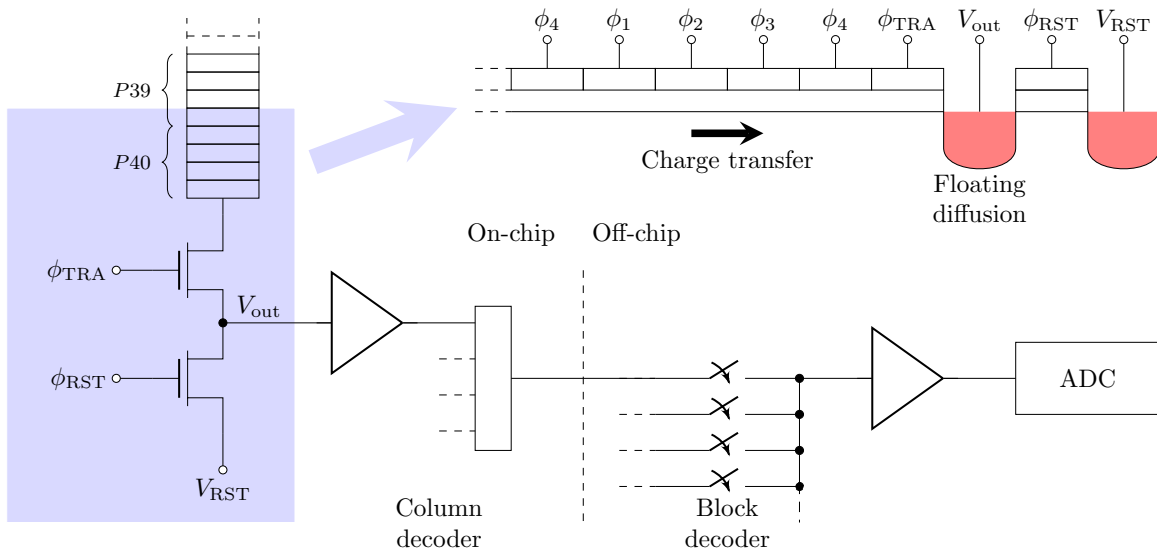 ϕ4 ϕ1 ϕ2 ϕ3 ϕ4 ϕTRA Vout ϕRST VRST
P39
P40
Charge transfer
Floating
diffusion
On-chip Off-chip
ϕTRA
Vout
ϕRST
ADC
VRST
Column
decoder
Block
decoder